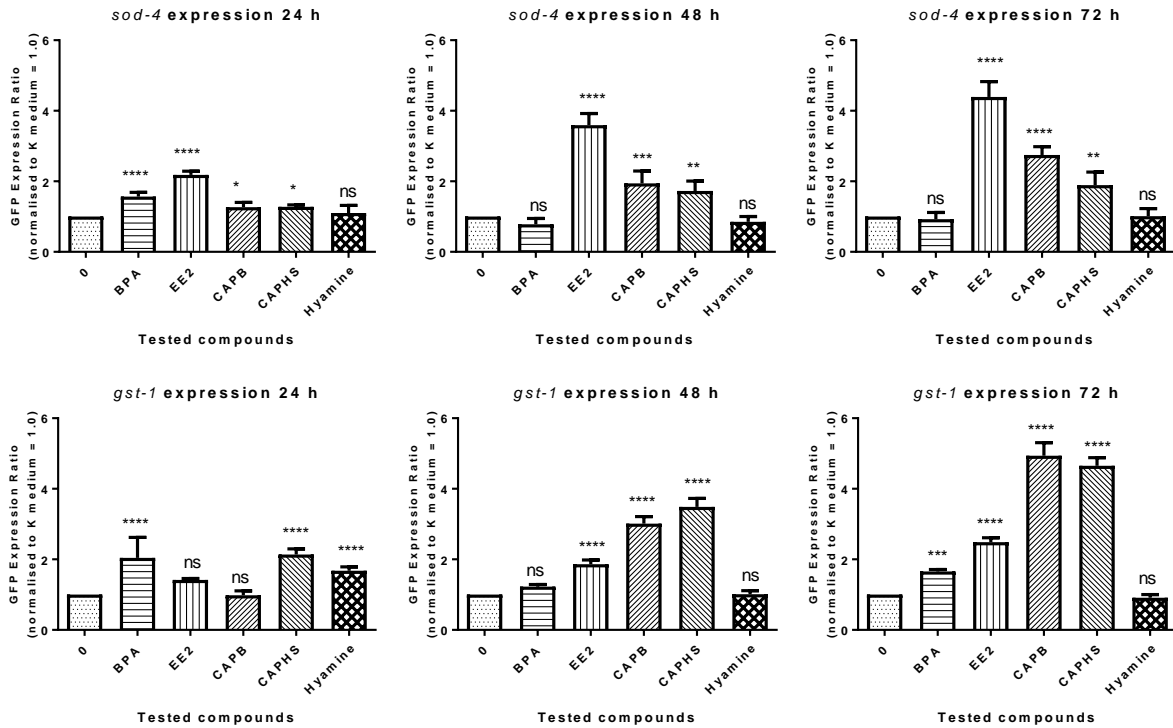 sod-4 expression 24 h
GFP Expression Ratio
(normalised to K medium = 1.0)
6
4
2
0
****
****
*
*
ns
0
BPA
EE2
CAPB
CAPHS
Hyamine
Tested compounds
sod-4 expression 48 h
GFP Expression Ratio
(normalised to K medium = 1.0)
6
4
2
0
ns
****
***
**
ns
0
BPA
EE2
CAPB
CAPHS
Hyamine
Tested compounds
sod-4 expression 72 h
GFP Expression Ratio
(normalised to K medium = 1.0)
6
4
2
0
ns
****
****
**
ns
0
BPA
EE2
CAPB
CAPHS
Hyamine
Tested compounds
gst-1 expression 24 h
GFP Expression Ratio
(normalised to K medium = 1.0)
6
4
2
0
****
ns
ns
****
****
0
BPA
EE2
CAPB
CAPHS
Hyamine
Tested compounds
gst-1 expression 48 h
GFP Expression Ratio
(normalised to K medium = 1.0)
6
4
2
0
ns
****
****
****
ns
0
BPA
EE2
CAPB
CAPHS
Hyamine
Tested compounds
gst-1 expression 72 h
GFP Expression Ratio
(normalised to K medium = 1.0)
6
4
2
0
***
****
****
****
ns
0
BPA
EE2
CAPB
CAPHS
Hyamine
Tested compounds